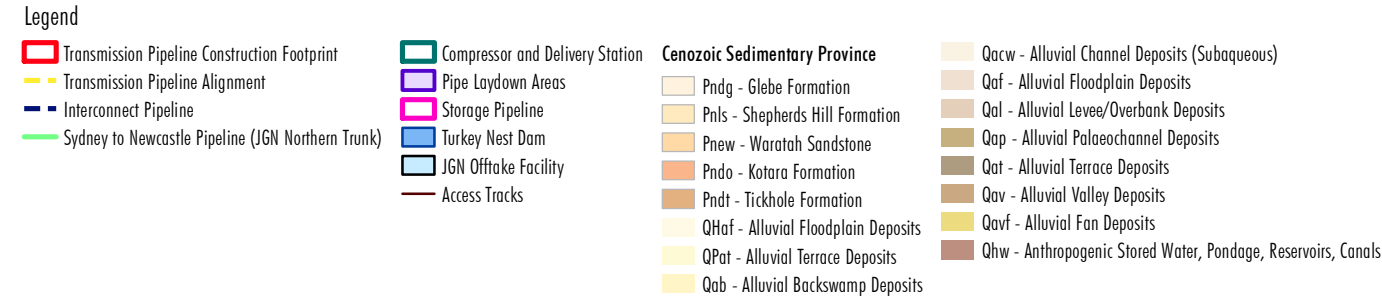 Legend
Transmission Pipeline Construction Footprint
Transmission Pipeline Alignment
Interconnect Pipeline
Sydney to Newcastle Pipeline (JGN Northern Trunk)
Compressor and Delivery Station
Pipe Laydown Areas
Storage Pipeline
Turkey Nest Dam
JGN Offtake Facility
Access Tracks
Cenozoic Sedimentary Province
Pndg - Glebe Formation
Pnls - Shepherds Hill Formation
Pnew - Waratah Sandstone
Pndo - Kotara Formation
Pndt - Tickhole Formation
QHaf - Alluvial Floodplain Deposits
QPat - Alluvial Terrace Deposits
Qab - Alluvial Backswamp Deposits
Qacw - Alluvial Channel Deposits (Subaqueous)
Qaf - Alluvial Floodplain Deposits
Qal - Alluvial Levee/Overbank Deposits
Qap - Alluvial Palaeochannel Deposits
Qat - Alluvial Terrace Deposits
Qav - Alluvial Valley Deposits
Qavf - Alluvial Fan Deposits
Qhw - Anthropogenic Stored Water, Pondage, Reservoirs, Canals